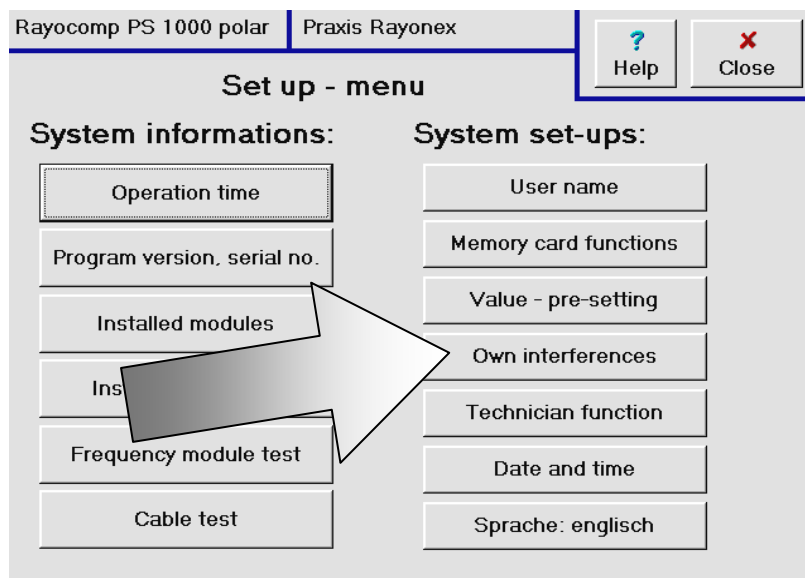 Rayocomp PS 1000 polar
Praxis Rayonex
? Help
✗ Close
Set up - menu
System informations:
Operation time
Program version, serial no.
Installed modules
Ins
Frequency module test
Cable test
System set-ups:
User name
Memory card functions
Value - pre-setting
Own interferences
Technician function
Date and time
Sprache: englisch